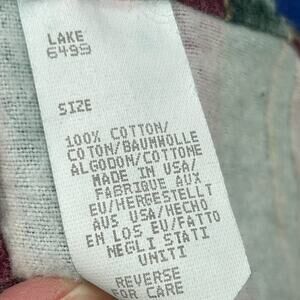 LAKE
6499
SIZE
100% COTTON/
COTON/BAUMWOLLE
ALGODON/COTTONE
MADE IN USA/
FABRIQUE AUX
EU/HERGESTELLT
AUS USA/HECHO
EN LOS EU/FATTO
NEGLI STATI
UNITI
REVERSE
FOR CARE